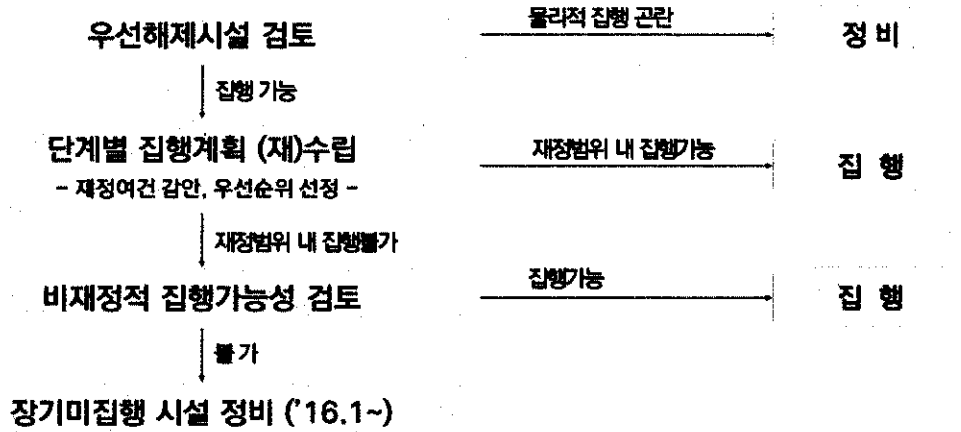 우선해제시설 검토
물리적 집행 곤란
정 비
집행 가능
단계별 집행계획 (재)수립
재정범위 내 집행가능
집 행
- 재정여건 감안, 우선순위 선정 -
재정범위 내 집행불가
비재정적 집행가능성 검토
집행가능
집 행
불 가
장기미집행 시설 정비 ('16.1~)